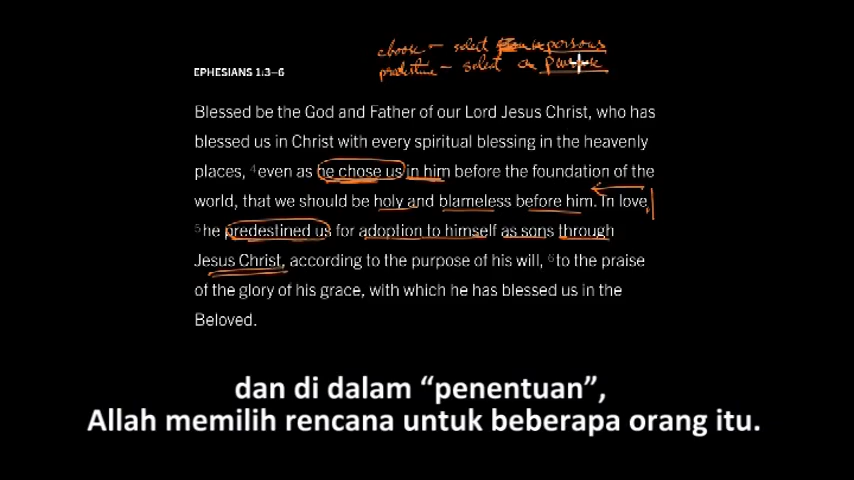 choose — select persons
predestine — select a purpose
EPHESIANS 1:3–6
Blessed be the God and Father of our Lord Jesus Christ, who has
blessed us in Christ with every spiritual blessing in the heavenly
places, 4 even as he chose us in him before the foundation of the
world, that we should be holy and blameless before him. In love,
5 he predestined us for adoption to himself as sons through
Jesus Christ, according to the purpose of his will, 6 to the praise
of the glory of his grace, with which he has blessed us in the
Beloved.
dan di dalam “penentuan”,
Allah memilih rencana untuk beberapa orang itu.